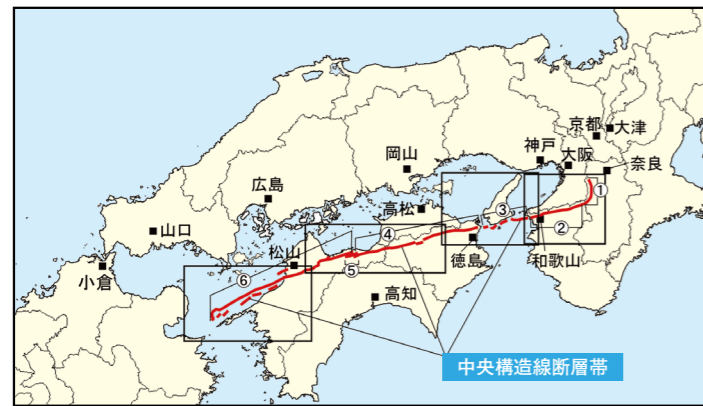 京都
大津
神戸
大阪
奈良
岡山
①
広島
高松
③
②
山口
④
松山
徳島
和歌山
⑤
小倉
⑥
高知
中央構造線断層帯